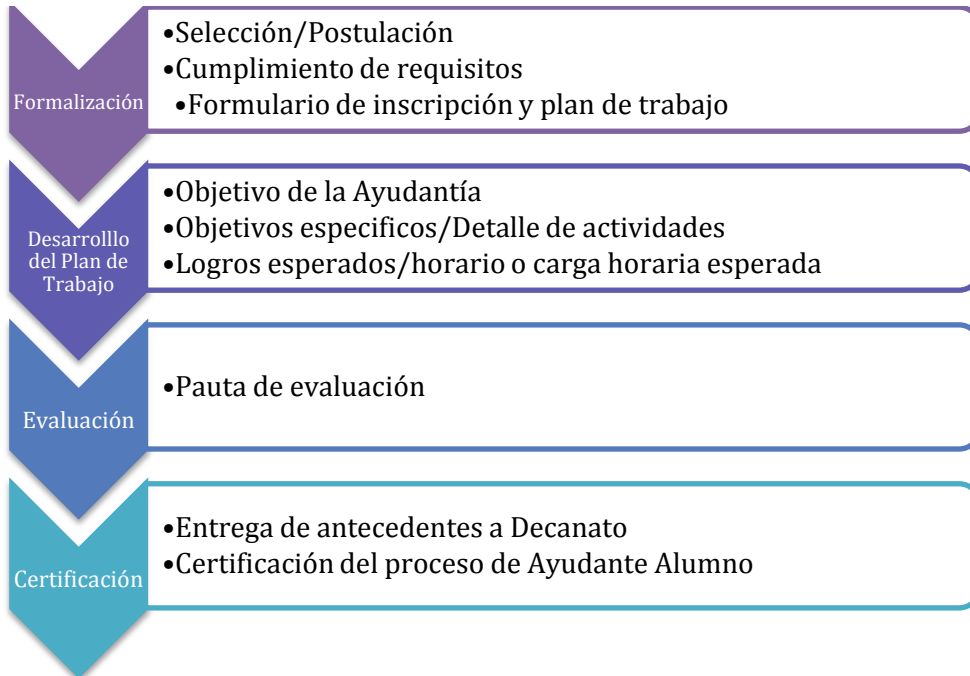 Formalización
•Selección/Postulación
•Cumplimiento de requisitos
•Formulario de inscripción y plan de trabajo
Desarrolllo
del Plan de
Trabajo
•Objetivo de la Ayudantía
•Objetivos especificos/Detalle de actividades
•Logros esperados/horario o carga horaria esperada
Evaluación
•Pauta de evaluación
Certificación
•Entrega de antecedentes a Decanato
•Certificación del proceso de Ayudante Alumno